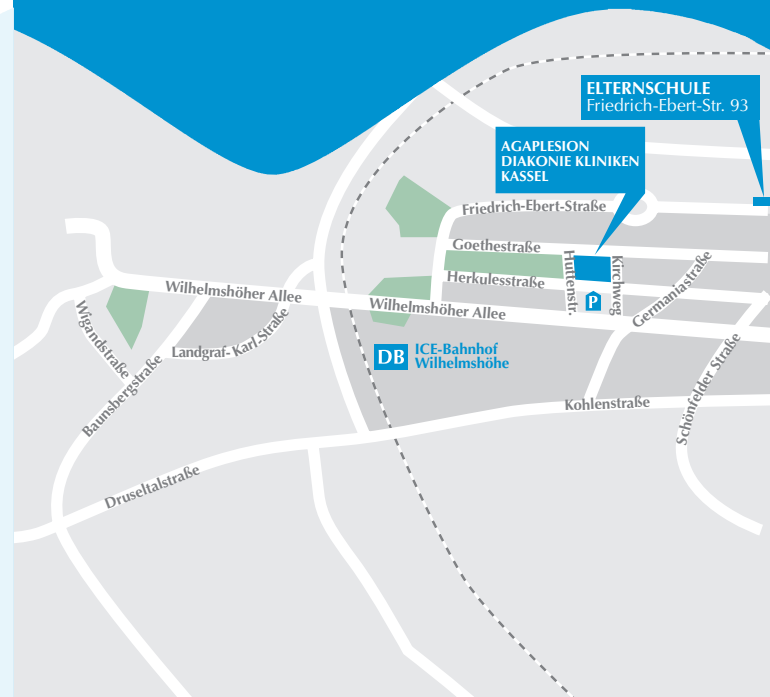 ELTERNSCHULE
Friedrich-Ebert-Str. 93
AGAPLESION
DIAKONIE KLINIKEN
KASSEL
Friedrich-Ebert-Straße
Goethestraße
Herkulesstraße
Huttenstr.
Kirchweg
P
Germaniastraße
Wilhelmshöher Allee
Wilhelmshöher Allee
Wigandstraße
Landgraf-Karl-Straße
Baunsbergstraße
DB
ICE-Bahnhof
Wilhelmshöhe
Schönfelder Straße
Kohlenstraße
Druseltalstraße